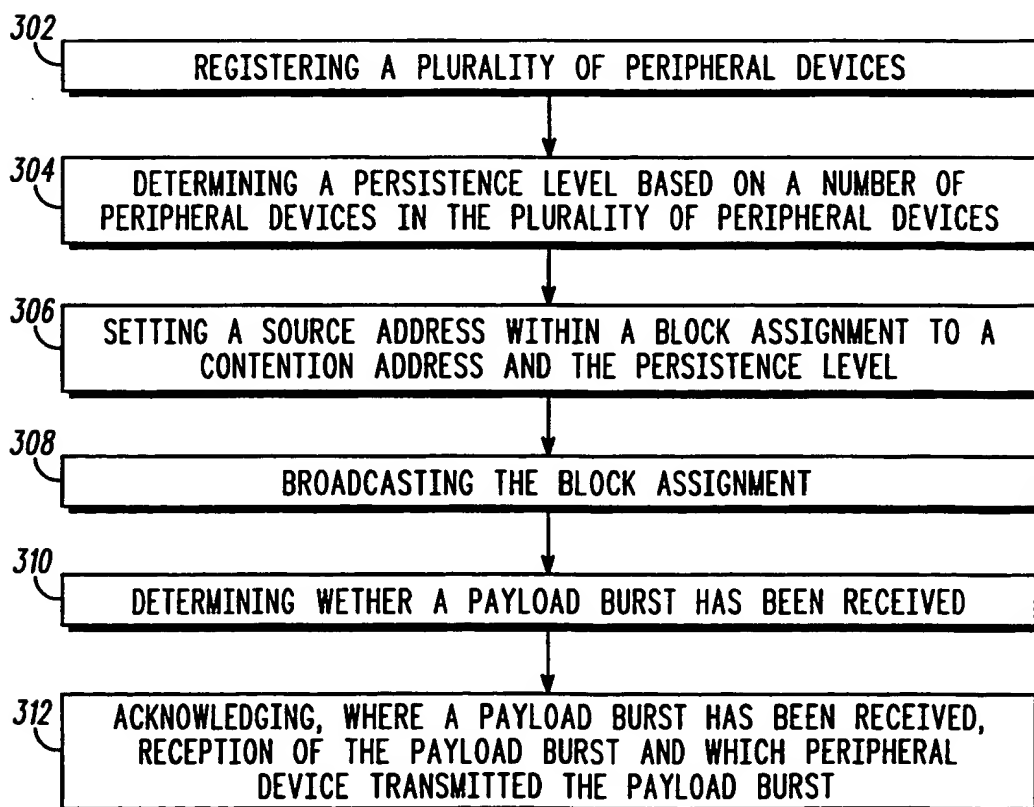 302
REGISTERING A PLURALITY OF PERIPHERAL DEVICES
304
DETERMINING A PERSISTENCE LEVEL BASED ON A NUMBER OF
PERIPHERAL DEVICES IN THE PLURALITY OF PERIPHERAL DEVICES
306
SETTING A SOURCE ADDRESS WITHIN A BLOCK ASSIGNMENT TO A
CONTENTION ADDRESS AND THE PERSISTENCE LEVEL
308
BROADCASTING THE BLOCK ASSIGNMENT
310
DETERMINING WETHER A PAYLOAD BURST HAS BEEN RECEIVED
312
ACKNOWLEDGING, WHERE A PAYLOAD BURST HAS BEEN RECEIVED,
RECEPTION OF THE PAYLOAD BURST AND WHICH PERIPHERAL
DEVICE TRANSMITTED THE PAYLOAD BURST